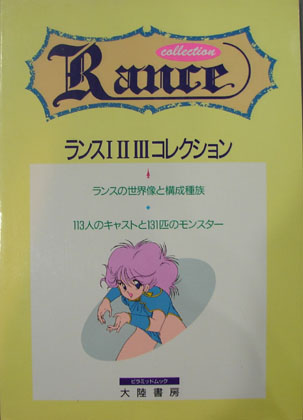 collection
Rance
ランスI II IIIコレクション
ランスの世界像と構成種族
113人のキャストと131匹のモンスター
ピラミッドムック
大陸書房